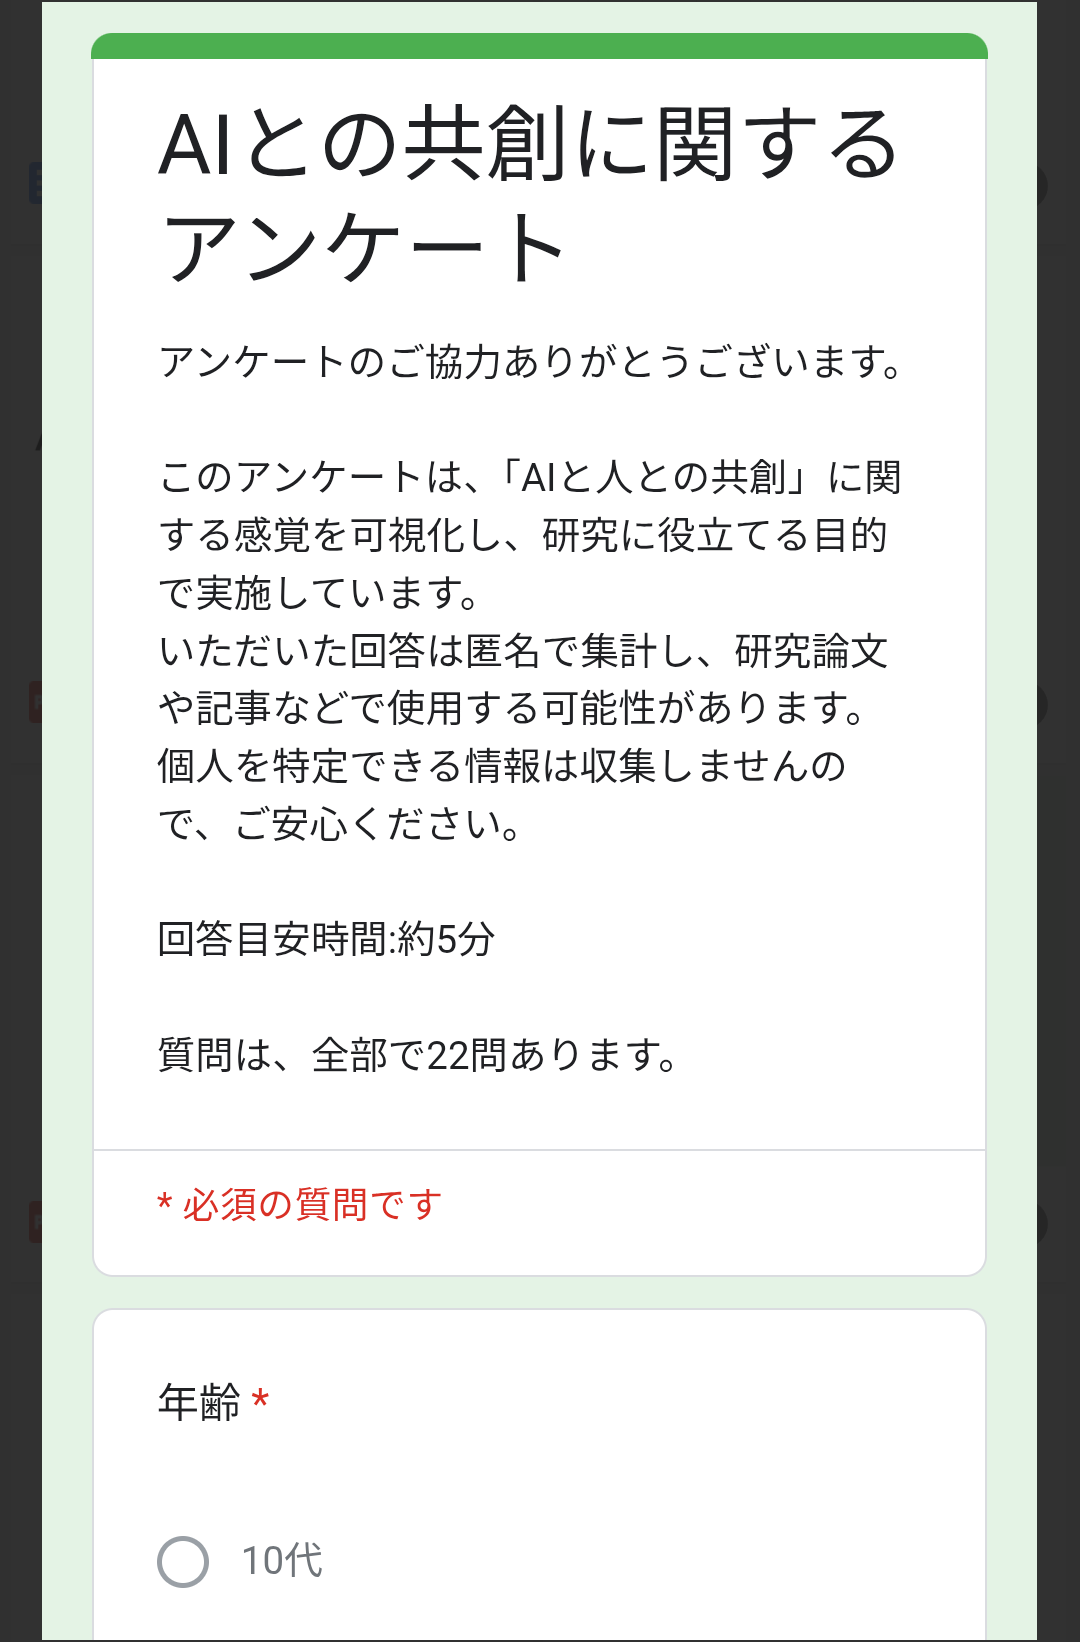 AIとの共創に関する
アンケート
アンケートのご協力ありがとうございます。
このアンケートは、「AIと人との共創」に関
する感覚を可視化し、研究に役立てる目的
で実施しています。
いただいた回答は匿名で集計し、研究論文
や記事などで使用する可能性があります。
個人を特定できる情報は収集しませんの
で、ご安心ください。
回答目安時間:約5分
質問は、全部で22問あります。
* 必須の質問です
年齢 *
10代